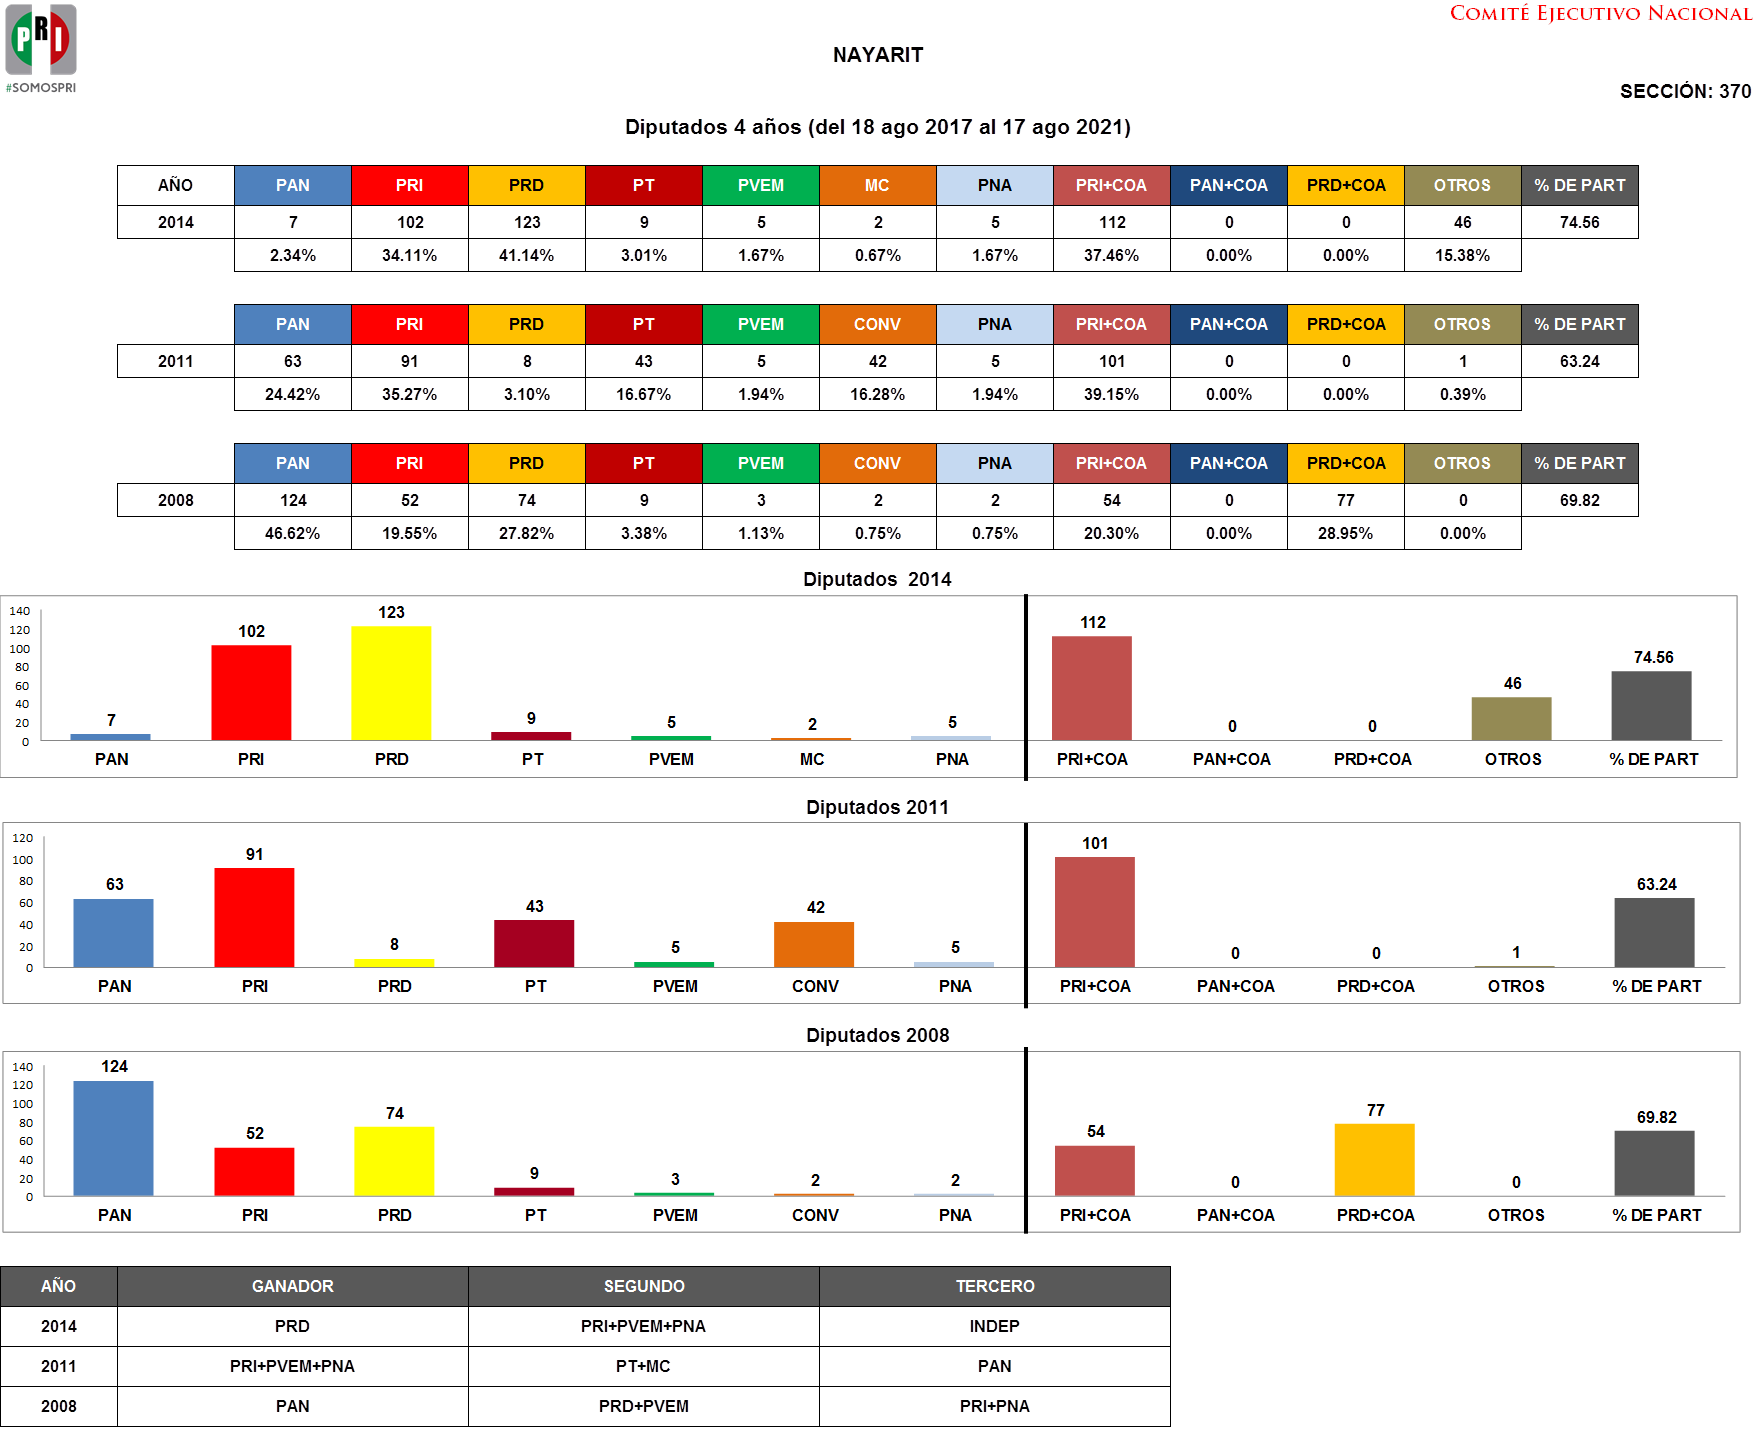 PRI
#SOMOSPRI
COMITÉ EJECUTIVO NACIONAL
NAYARIT
SECCIÓN: 370
Diputados 4 años (del 18 ago 2017 al 17 ago 2021)
AÑO PAN PRI PRD PT PVEM MC PNA PRI+COA PAN+COA PRD+COA OTROS % DE PART
2014 7 102 123 9 5 2 5 112 0 0 46 74.56
2.34% 34.11% 41.14% 3.01% 1.67% 0.67% 1.67% 37.46% 0.00% 0.00% 15.38%
PAN PRI PRD PT PVEM CONV PNA PRI+COA PAN+COA PRD+COA OTROS % DE PART
2011 63 91 8 43 5 42 5 101 0 0 1 63.24
24.42% 35.27% 3.10% 16.67% 1.94% 16.28% 1.94% 39.15% 0.00% 0.00% 0.39%
PAN PRI PRD PT PVEM CONV PNA PRI+COA PAN+COA PRD+COA OTROS % DE PART
2008 124 52 74 9 3 2 2 54 0 77 0 69.82
46.62% 19.55% 27.82% 3.38% 1.13% 0.75% 0.75% 20.30% 0.00% 28.95% 0.00%
Diputados 2014
140
120
100
80
60
40
20
0
7 102 123 9 5 2 5 112 0 0 46 74.56
PAN PRI PRD PT PVEM MC PNA PRI+COA PAN+COA PRD+COA OTROS % DE PART
Diputados 2011
120
100
80
60
40
20
0
63 91 8 43 5 42 5 101 0 0 1 63.24
PAN PRI PRD PT PVEM CONV PNA PRI+COA PAN+COA PRD+COA OTROS % DE PART
Diputados 2008
140
120
100
80
60
40
20
0
124 52 74 9 3 2 2 54 0 77 0 69.82
PAN PRI PRD PT PVEM CONV PNA PRI+COA PAN+COA PRD+COA OTROS % DE PART
AÑO GANADOR SEGUNDO TERCERO
2014 PRD PRI+PVEM+PNA INDEP
2011 PRI+PVEM+PNA PT+MC PAN
2008 PAN PRD+PVEM PRI+PNA